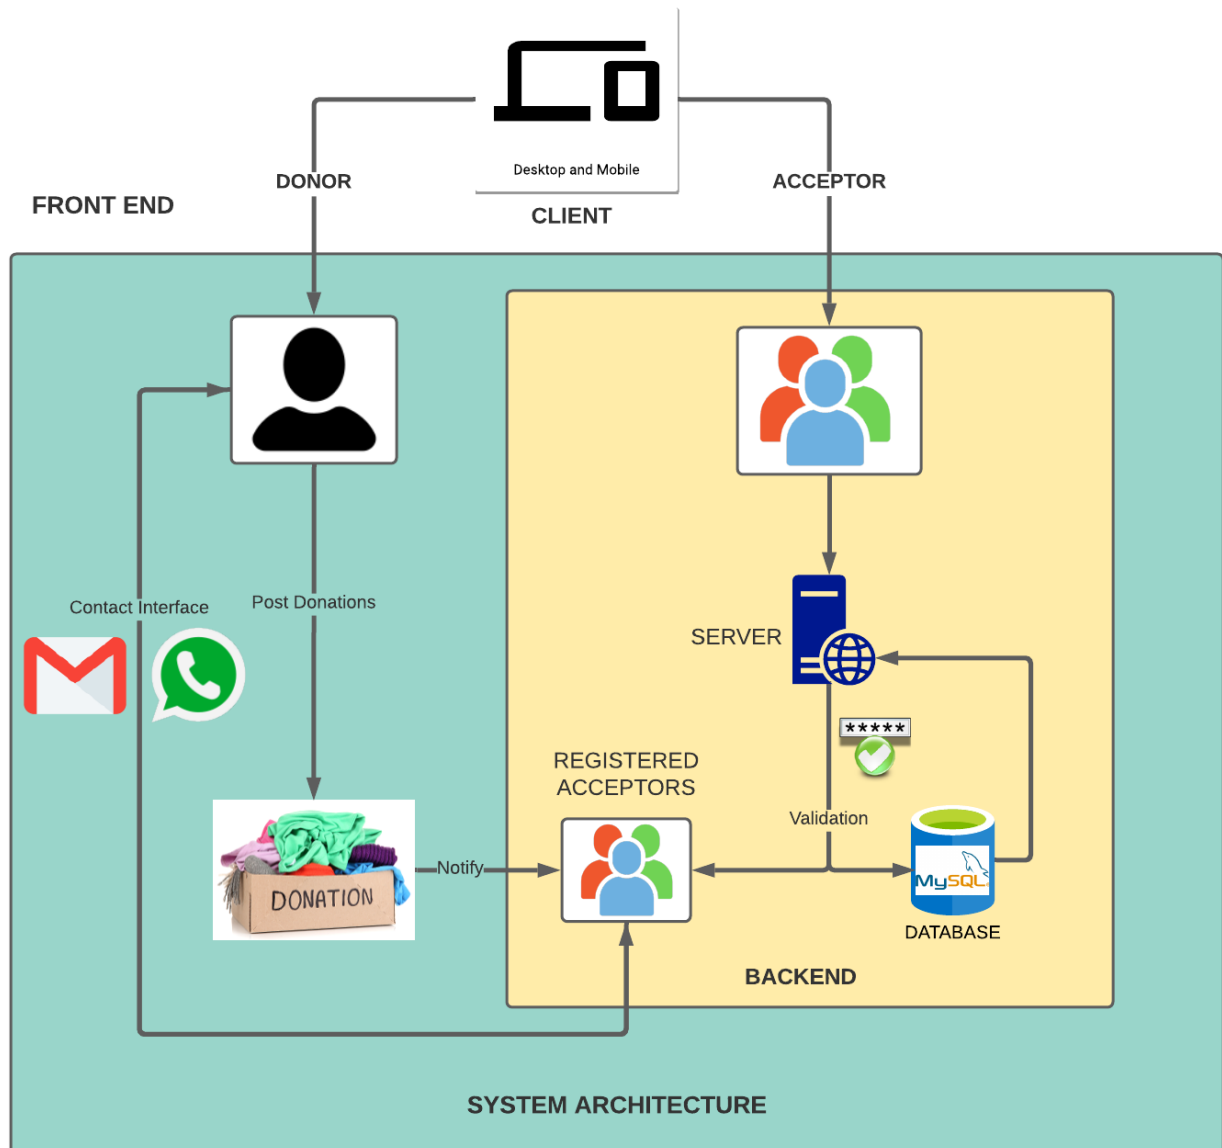 Desktop and Mobile
DONOR
ACCEPTOR
FRONT END
CLIENT
Contact Interface
Post Donations
SERVER
*****
REGISTERED
ACCEPTORS
Validation
Notify
DONATION
MySQL
DATABASE
BACKEND
SYSTEM ARCHITECTURE